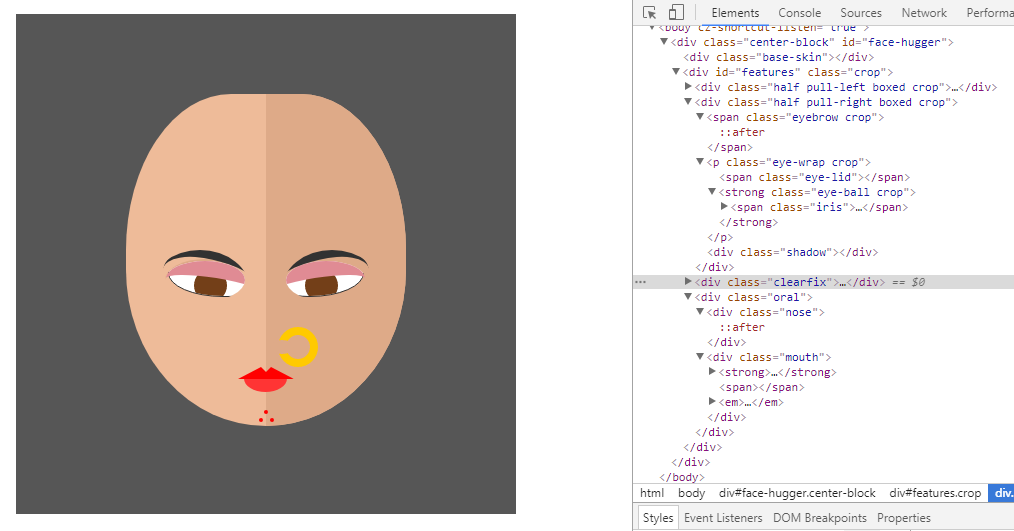 Elements Console Sources Network Performa
<body cz-shortcut-listen="true">
▼<div class="center-block" id="face-hugger">
<div class="base-skin"></div>
▼<div id="features" class="crop">
▶<div class="half pull-left boxed crop">…</div>
▼<div class="half pull-right boxed crop">
▼<span class="eyebrow crop">
::after
</span>
▼<p class="eye-wrap crop">
<span class="eye-lid"></span>
▼<strong class="eye-ball crop">
▶<span class="iris">…</span>
</strong>
</p>
<div class="shadow"></div>
</div>
… ▶<div class="clearfix">…</div> == $0
▼<div class="oral">
▼<div class="nose">
::after
</div>
▼<div class="mouth">
▶<strong>…</strong>
<span></span>
▶<em>…</em>
</div>
</div>
</div>
</div>
</body>
html body div#face-hugger.center-block div#features.crop div.
Styles Event Listeners DOM Breakpoints Properties